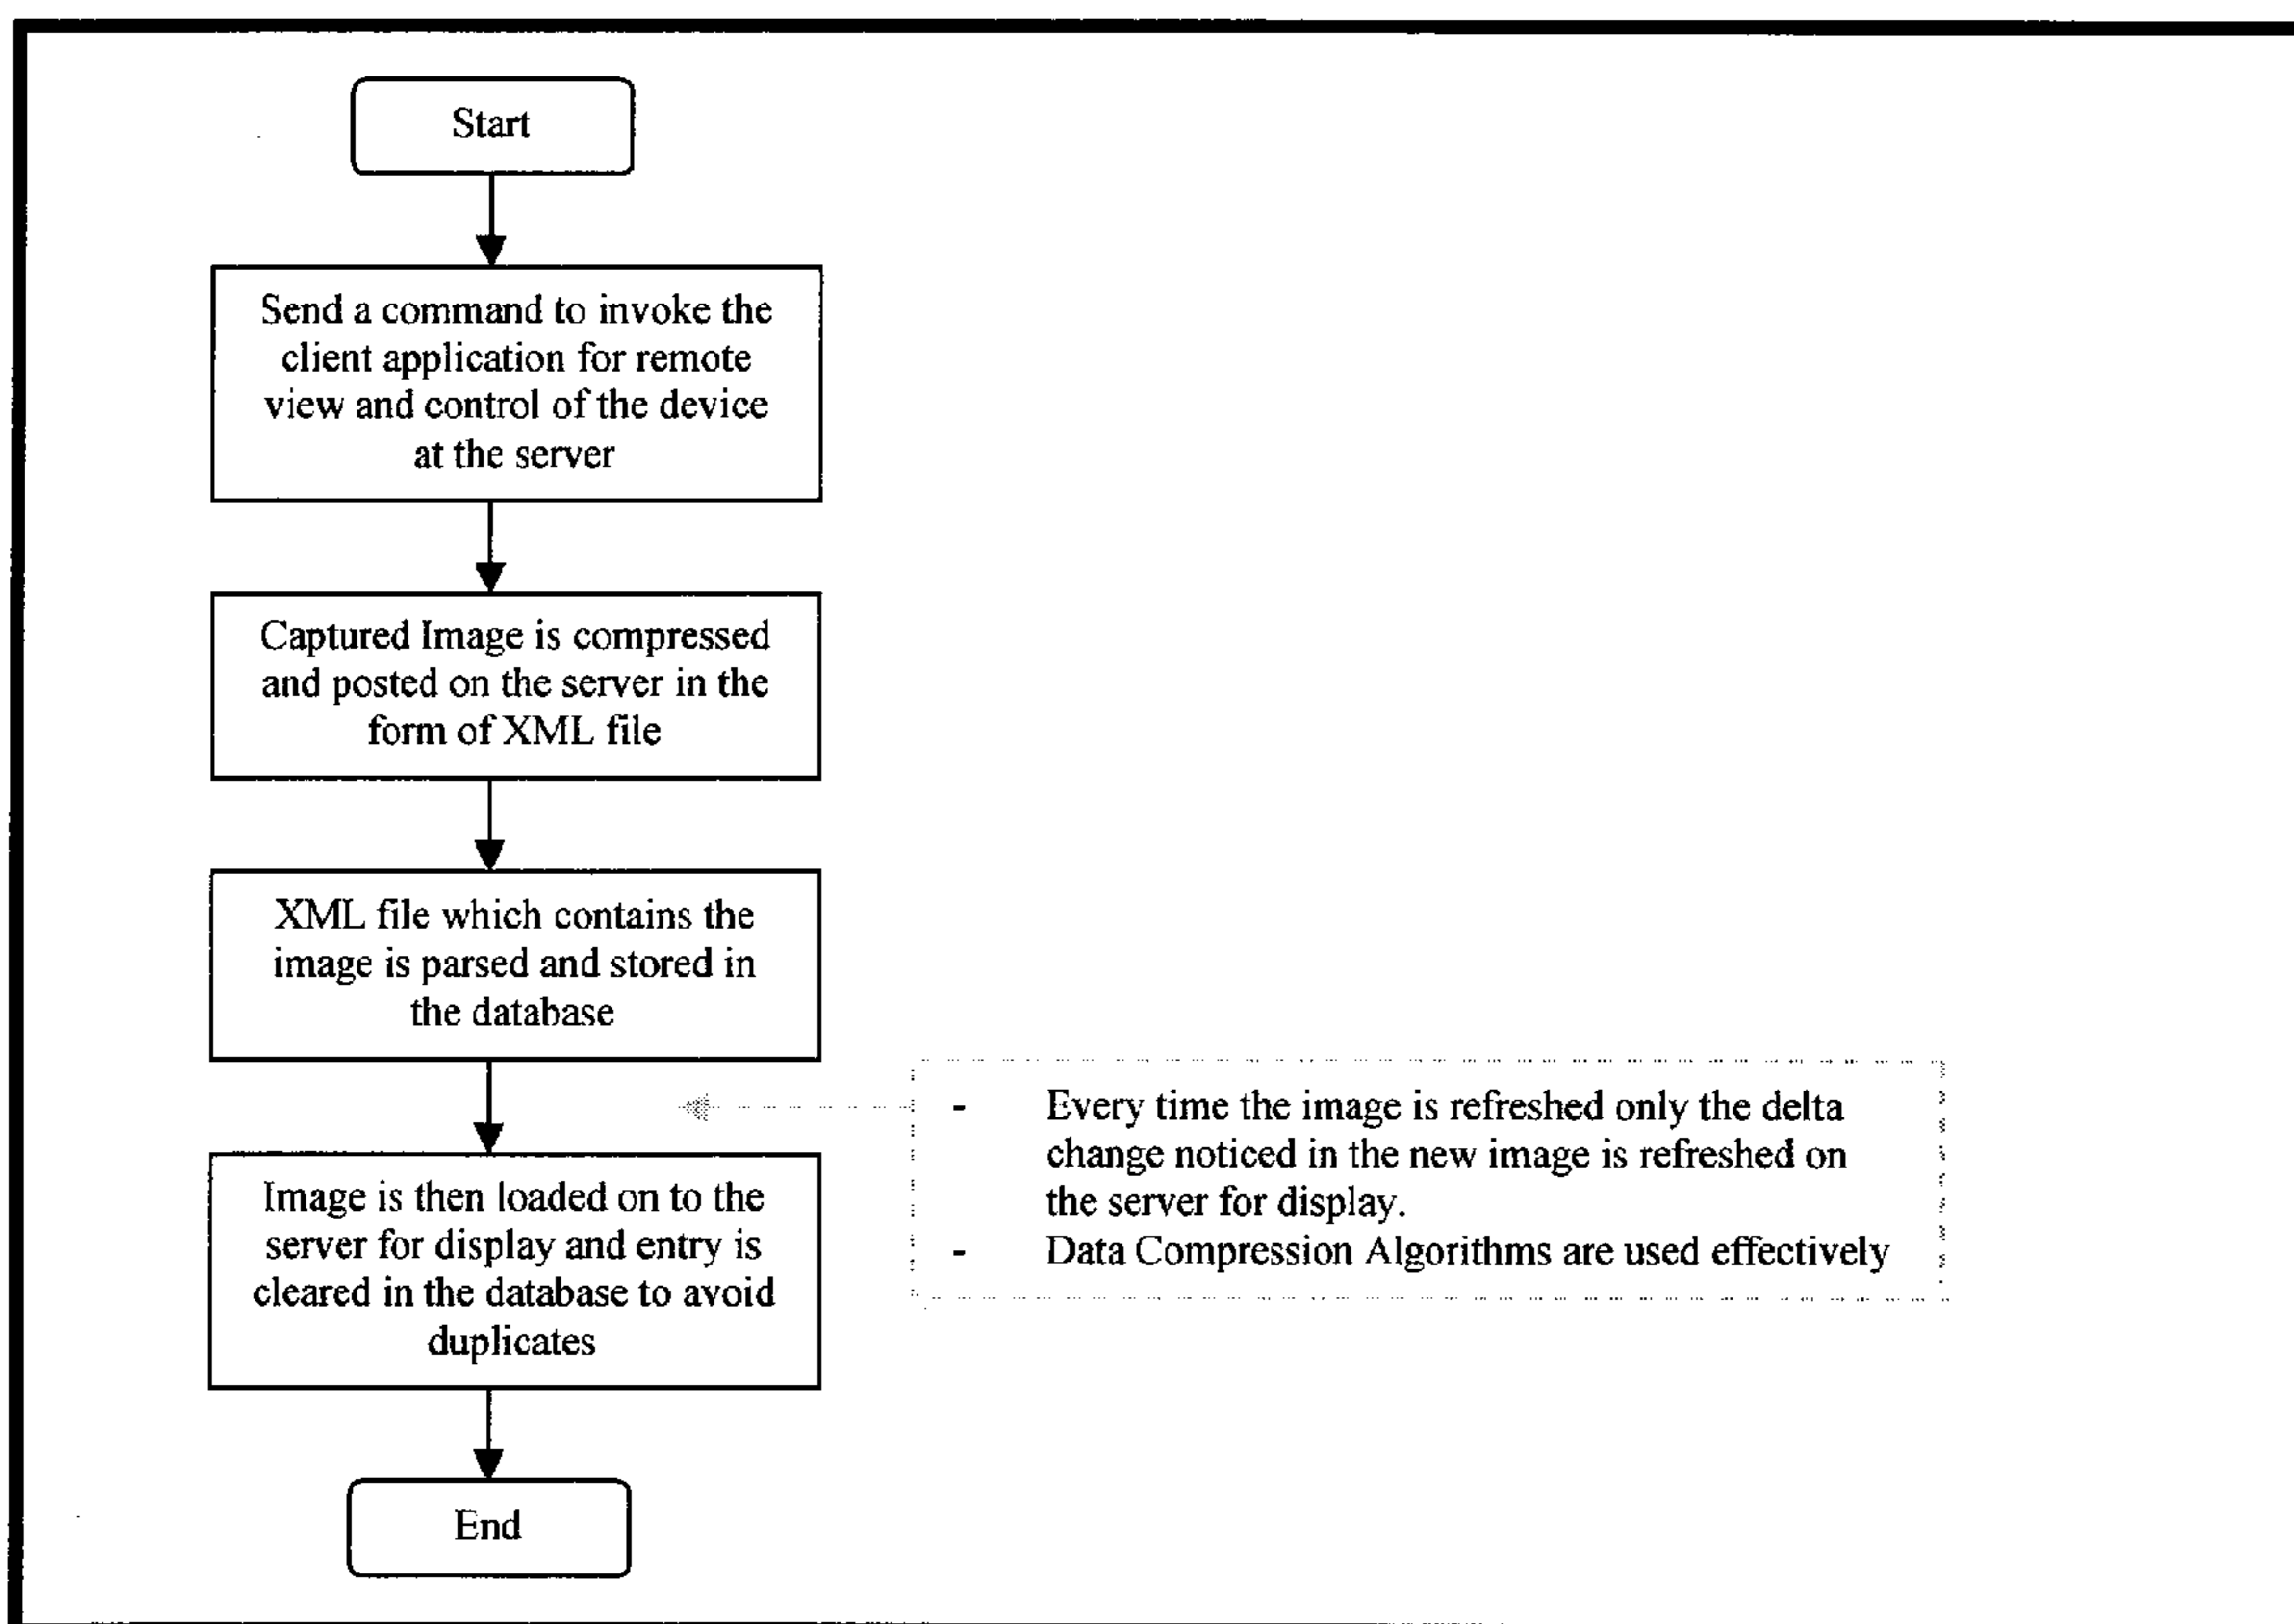 Start
Send a command to invoke the
client application for remote
view and control of the device
at the server
Captured Image is compressed
and posted on the server in the
form of XML file
XML file which contains the
image is parsed and stored in
the database
- Every time the image is refreshed only the delta
change noticed in the new image is refreshed on
the server for display.
- Data Compression Algorithms are used effectively
Image is then loaded on to the
server for display and entry is
cleared in the database to avoid
duplicates
End